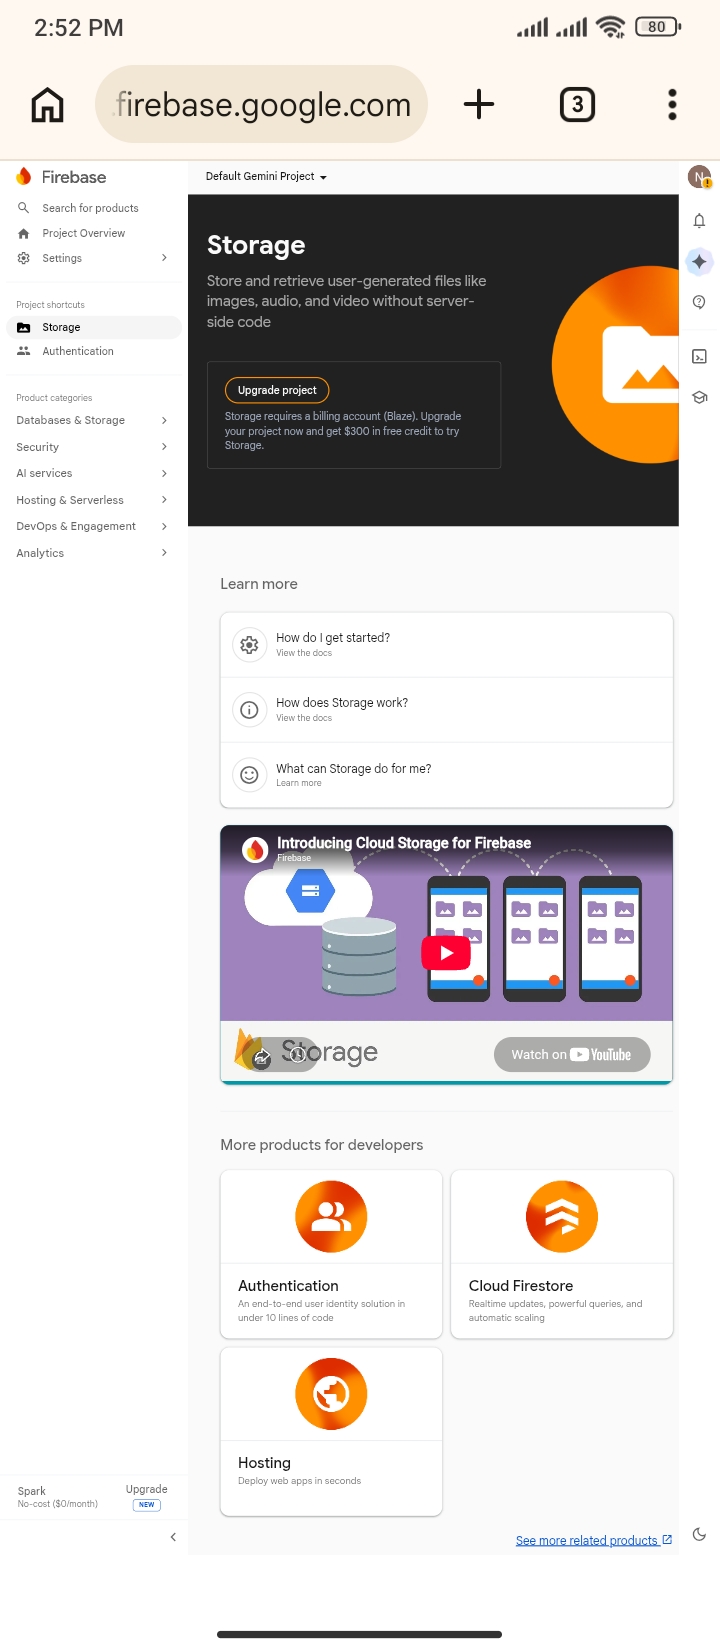 2:52 PM
80
.firebase.google.com
3
Firebase
Default Gemini Project
N
Search for products
Project Overview
Settings
Project shortcuts
Storage
Authentication
Product categories
Databases & Storage
Security
AI services
Hosting & Serverless
DevOps & Engagement
Analytics
Storage
Store and retrieve user-generated files like
images, audio, and video without server-
side code
Upgrade project
Storage requires a billing account (Blaze). Upgrade
your project now and get $300 in free credit to try
Storage.
Learn more
How do I get started?
View the docs
How does Storage work?
View the docs
What can Storage do for me?
Learn more
Introducing Cloud Storage for Firebase
Firebase
Storage
Watch on YouTube
More products for developers
Authentication
An end-to-end user identity solution in
under 10 lines of code
Cloud Firestore
Realtime updates, powerful queries, and
automatic scaling
Hosting
Deploy web apps in seconds
See more related products
Spark
No-cost ($0/month)
Upgrade
NEW